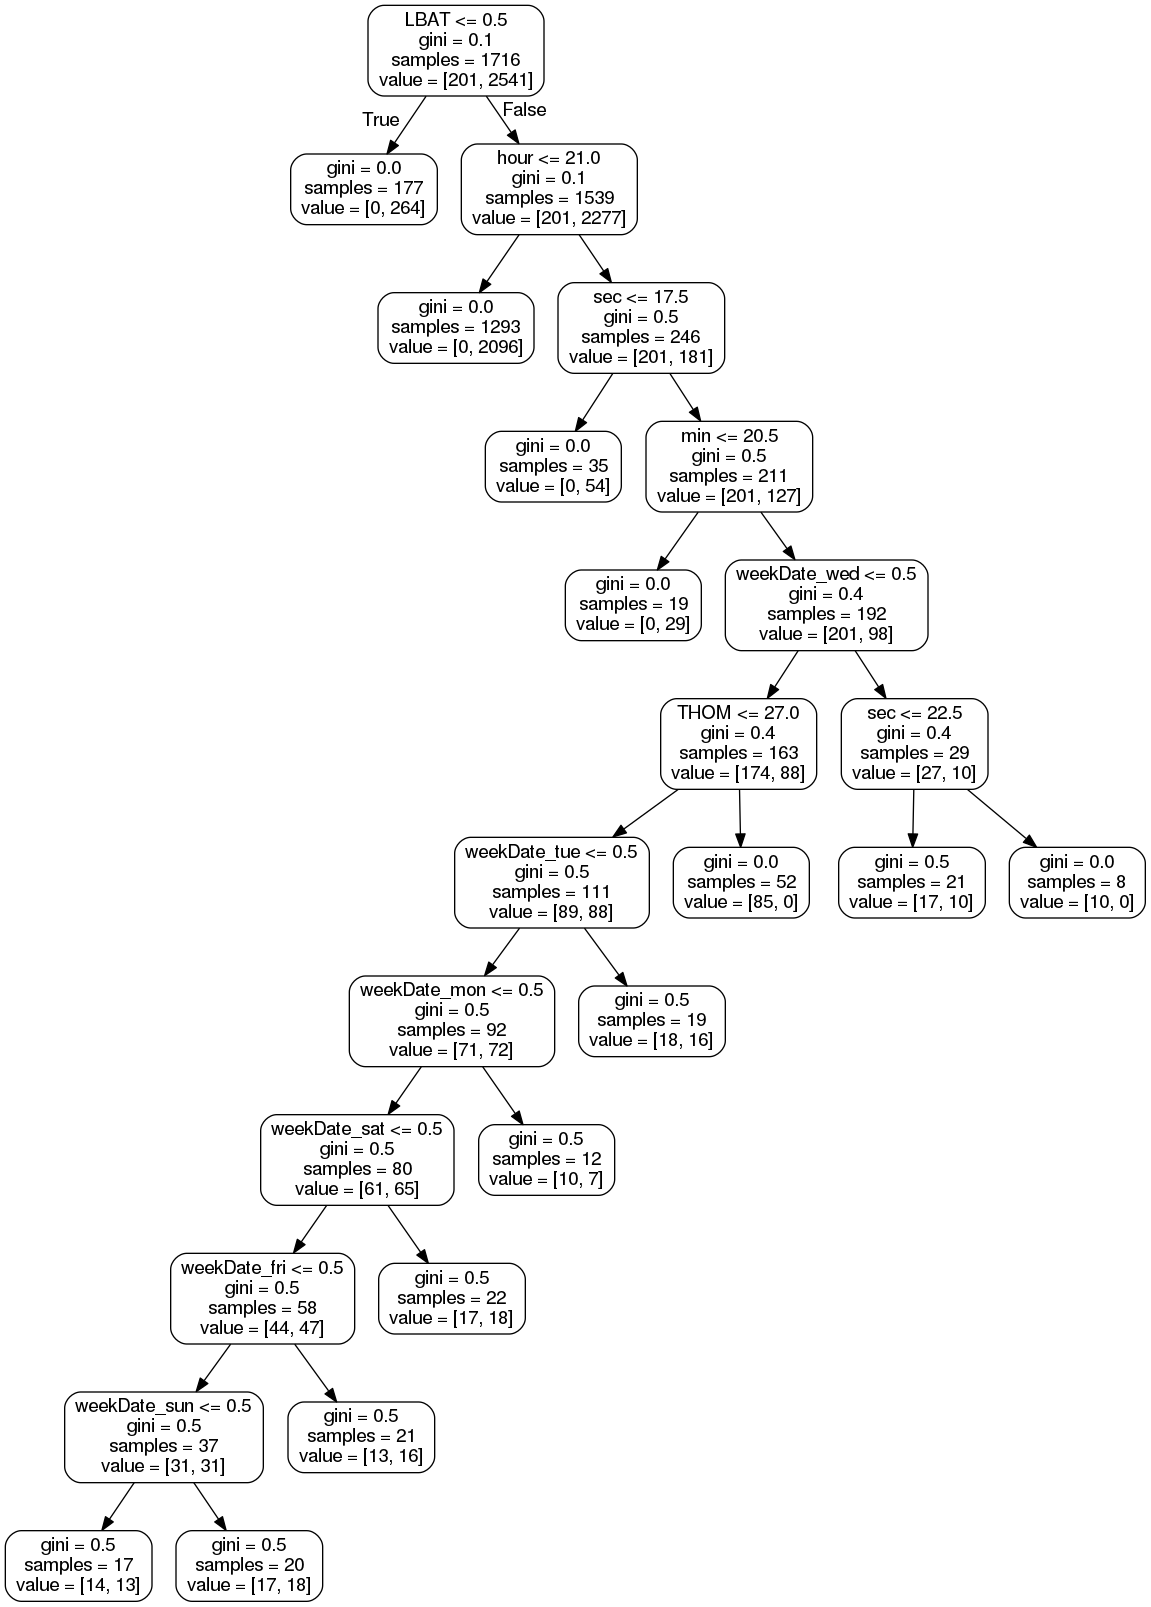 LBAT <= 0.5
gini = 0.1
samples = 1716
value = [201, 2541]
True
False
gini = 0.0
samples = 177
value = [0, 264]
hour <= 21.0
gini = 0.1
samples = 1539
value = [201, 2277]
gini = 0.0
samples = 1293
value = [0, 2096]
sec <= 17.5
gini = 0.5
samples = 246
value = [201, 181]
gini = 0.0
samples = 35
value = [0, 54]
min <= 20.5
gini = 0.5
samples = 211
value = [201, 127]
gini = 0.0
samples = 19
value = [0, 29]
weekDate_wed <= 0.5
gini = 0.4
samples = 192
value = [201, 98]
THOM <= 27.0
gini = 0.4
samples = 163
value = [174, 88]
sec <= 22.5
gini = 0.4
samples = 29
value = [27, 10]
weekDate_tue <= 0.5
gini = 0.5
samples = 111
value = [89, 88]
gini = 0.0
samples = 52
value = [85, 0]
gini = 0.5
samples = 21
value = [17, 10]
gini = 0.0
samples = 8
value = [10, 0]
weekDate_mon <= 0.5
gini = 0.5
samples = 92
value = [71, 72]
gini = 0.5
samples = 19
value = [18, 16]
weekDate_sat <= 0.5
gini = 0.5
samples = 80
value = [61, 65]
gini = 0.5
samples = 12
value = [10, 7]
weekDate_fri <= 0.5
gini = 0.5
samples = 58
value = [44, 47]
gini = 0.5
samples = 22
value = [17, 18]
weekDate_sun <= 0.5
gini = 0.5
samples = 37
value = [31, 31]
gini = 0.5
samples = 21
value = [13, 16]
gini = 0.5
samples = 17
value = [14, 13]
gini = 0.5
samples = 20
value = [17, 18]